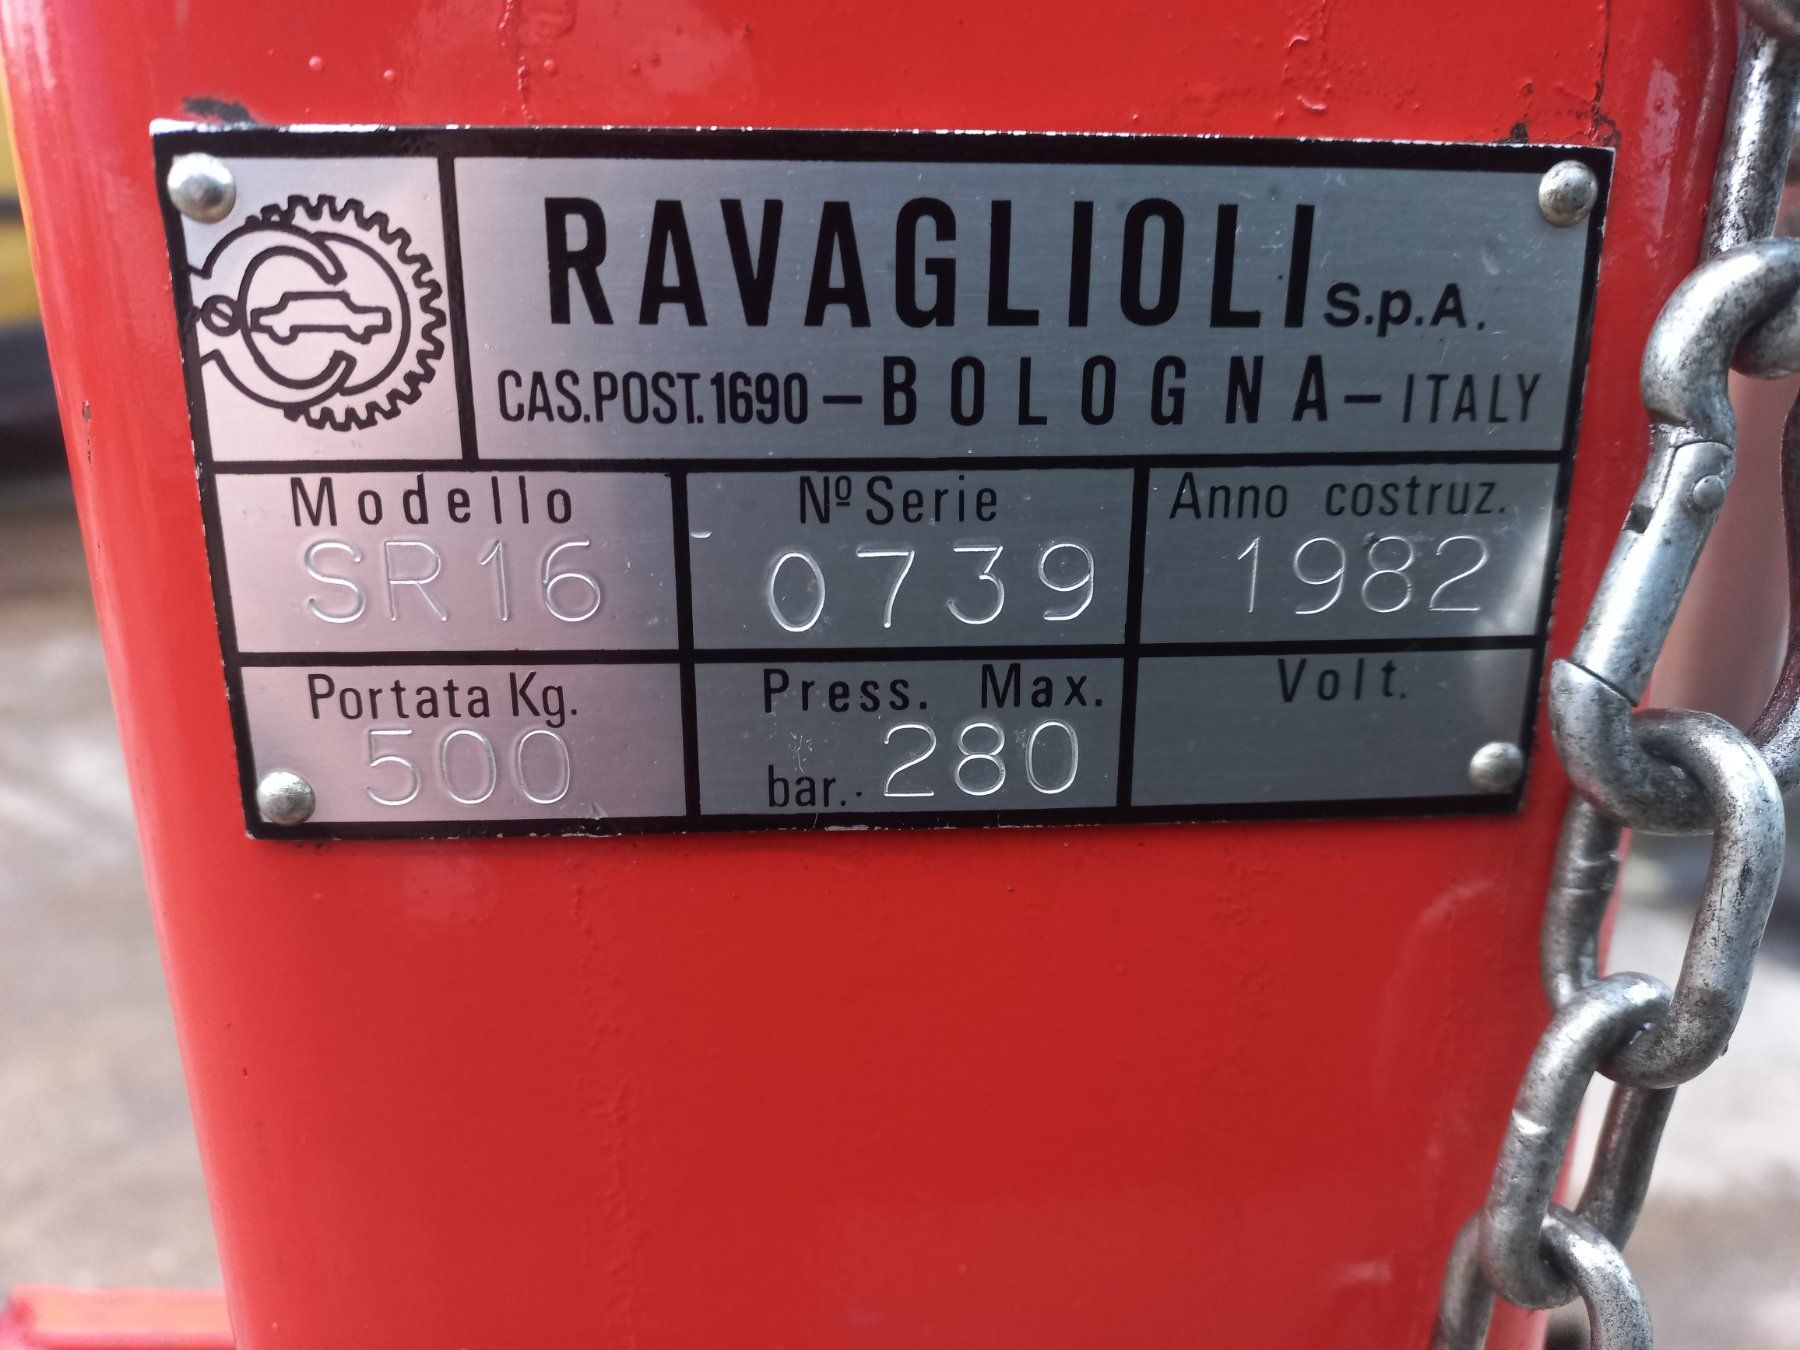 RAVAGLIOLI S.p.A.
CAS.POST.1690 – BOLOGNA – ITALY
Modello
SR16
Nº Serie
0739
Anno costruz.
1982
Portata Kg.
500
Press. Max.
bar. 280
Volt.